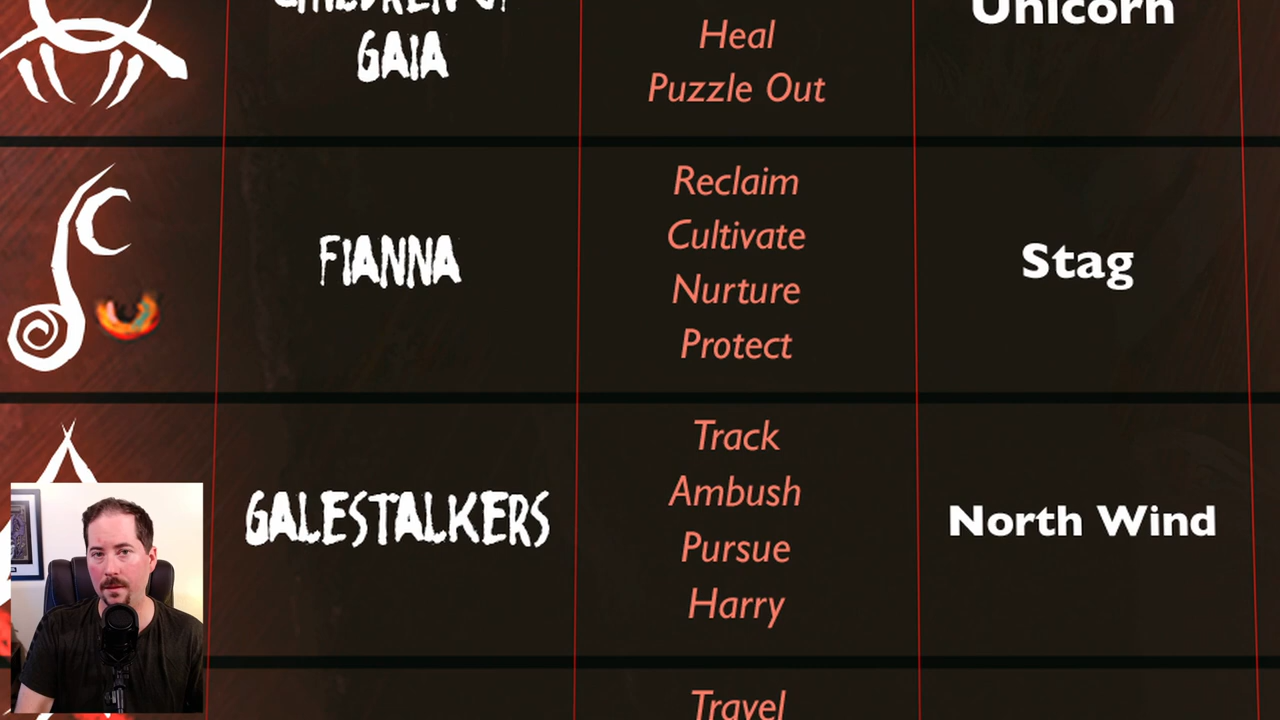 GAIA
Heal
Puzzle Out
Unicorn
FIANNA
Reclaim
Cultivate
Nurture
Protect
Stag
GALESTALKERS
Track
Ambush
Pursue
Harry
North Wind
Travel